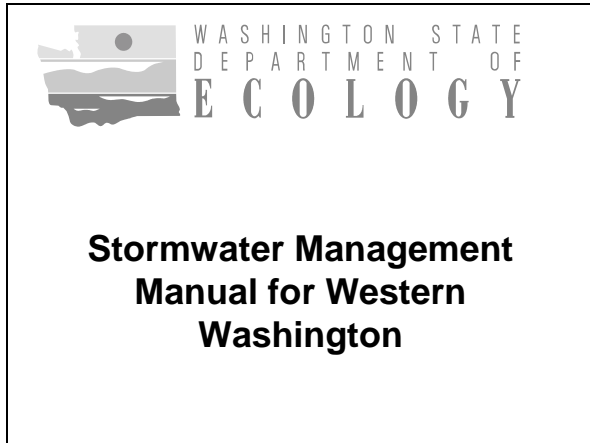 WASHINGTON STATE
DEPARTMENT OF
ECOLOGY
Stormwater Management
Manual for Western
Washington